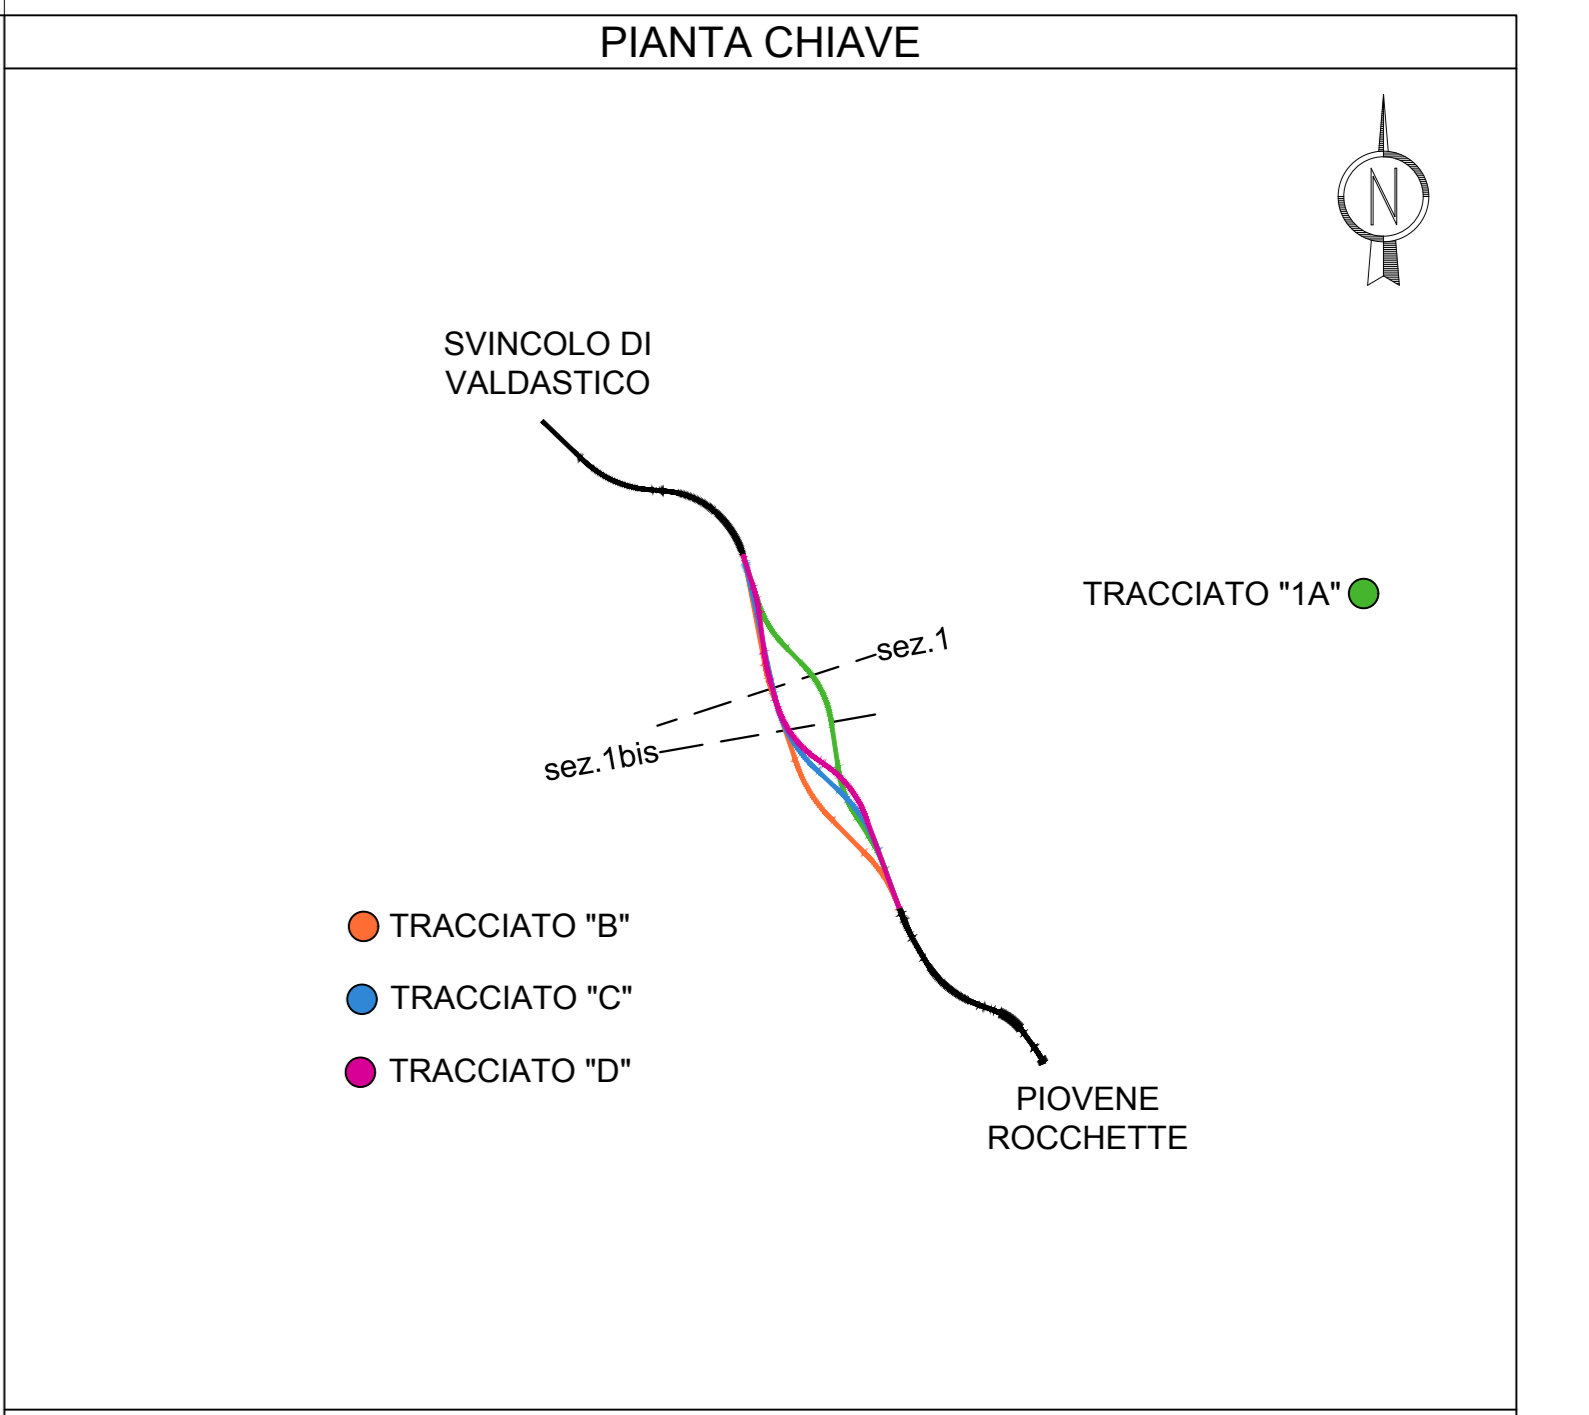 PIANTA CHIAVE
N
SVINCOLO DI
VALDASTICO
TRACCIATO "1A"
sez.1
sez.1bis
TRACCIATO "B"
TRACCIATO "C"
TRACCIATO "D"
PIOVENE
ROCCHETTE